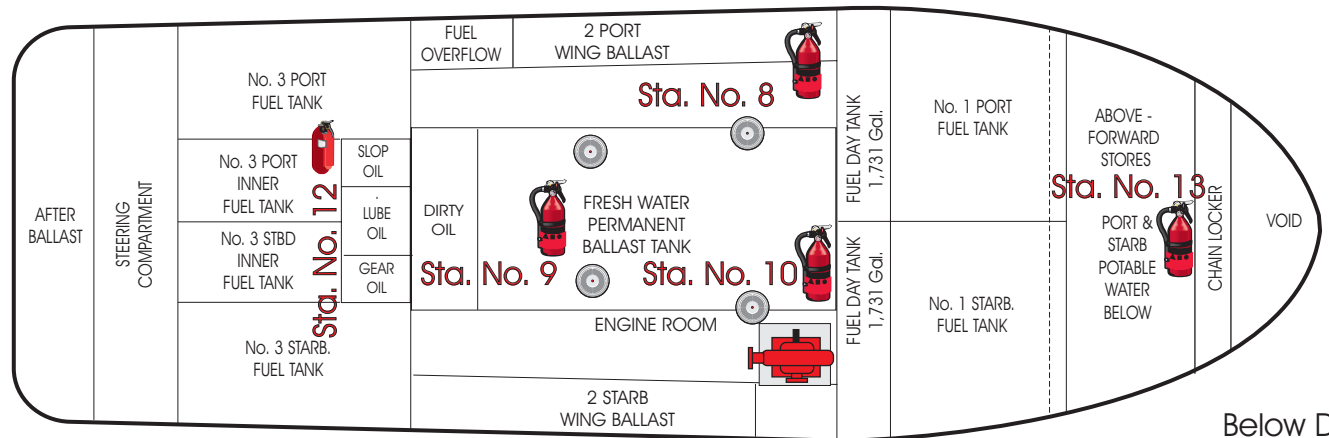 AFTER
BALLAST
STEERING
COMPARTMENT
No. 3 PORT
FUEL TANK
No. 3 PORT
INNER
FUEL TANK
No. 3 STBD
INNER
FUEL TANK
No. 3 STARB.
FUEL TANK
Sta. No. 12
SLOP
OIL
LUBE
OIL
GEAR
OIL
FUEL
OVERFLOW
2 PORT
WING BALLAST
Sta. No. 8
DIRTY
OIL
FRESH WATER
PERMANENT
BALLAST TANK
Sta. No. 9
Sta. No. 10
ENGINE ROOM
2 STARB
WING BALLAST
FUEL DAY TANK
1,731 Gal.
FUEL DAY TANK
1,731 Gal.
No. 1 PORT
FUEL TANK
No. 1 STARB.
FUEL TANK
ABOVE -
FORWARD
STORES
Sta. No. 13
PORT &
STARB
POTABLE
WATER
BELOW
CHAIN LOCKER
VOID
Below D